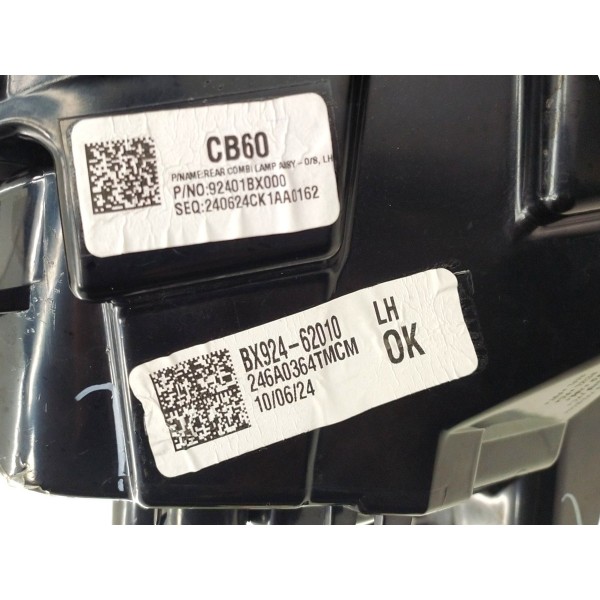 CB60
P/NAME:REAR COMBI LAMP ASSY - O/S, LH
P/NO:92401BX000
SEQ:240624CK1AA0162
BX924-62010
246A0364TMCM
10/06/24
LH
OK